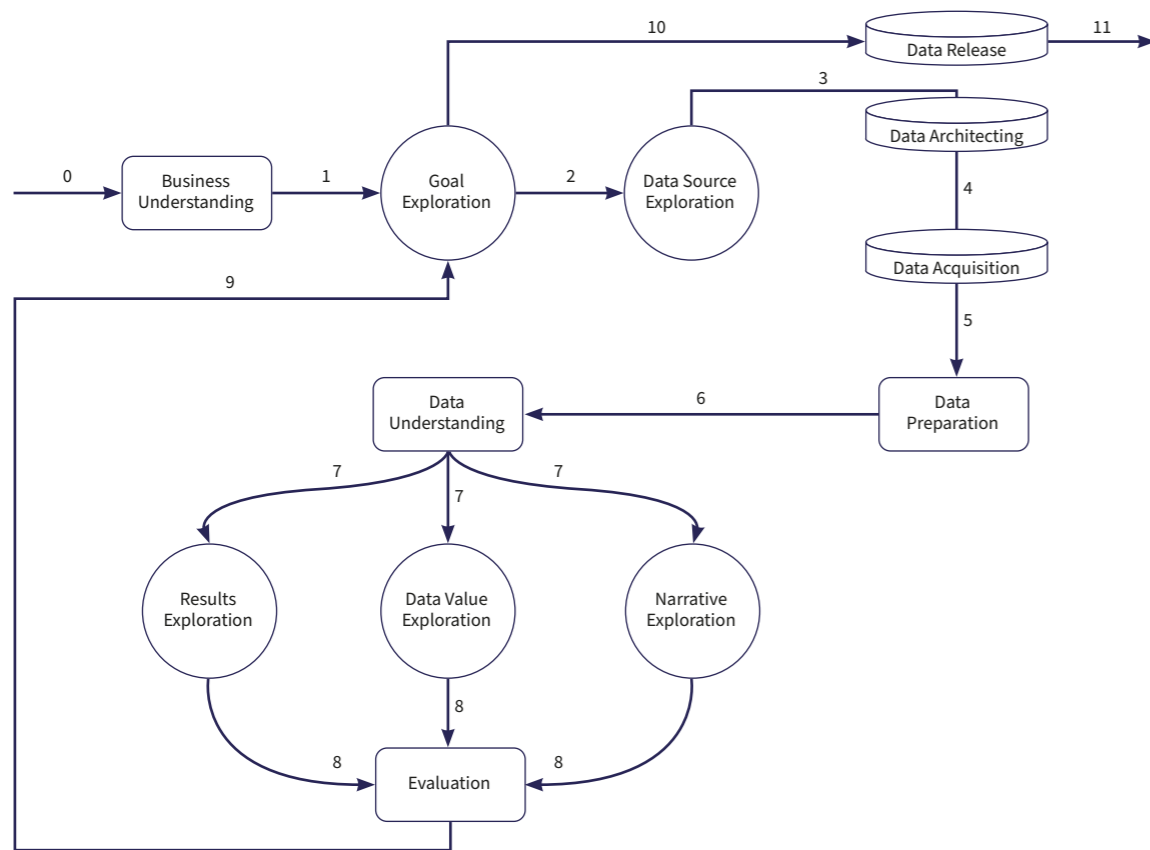 10
Data Release
11
3
Data Architecting
0
Business
Understanding
1
Goal
Exploration
2
Data Source
Exploration
4
Data Acquisition
9
5
Data
Understanding
6
Data
Preparation
7
7
7
Results
Exploration
Data Value
Exploration
Narrative
Exploration
8
8
Evaluation
8